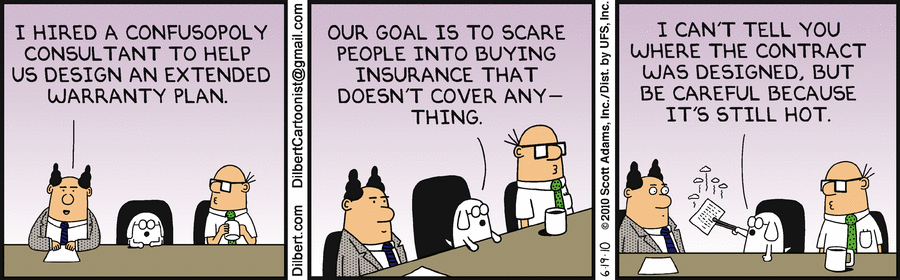 I HIRED A CONFUSOPOLY
CONSULTANT TO HELP
US DESIGN AN EXTENDED
WARRANTY PLAN.
Dilbert.com DilbertCartoonist@gmail.com
OUR GOAL IS TO SCARE
PEOPLE INTO BUYING
INSURANCE THAT
DOESN'T COVER ANY-
THING.
6-19-10 ©2010 Scott Adams, Inc./Dist. by UFS, Inc.
I CAN'T TELL YOU
WHERE THE CONTRACT
WAS DESIGNED, BUT
BE CAREFUL BECAUSE
IT'S STILL HOT.